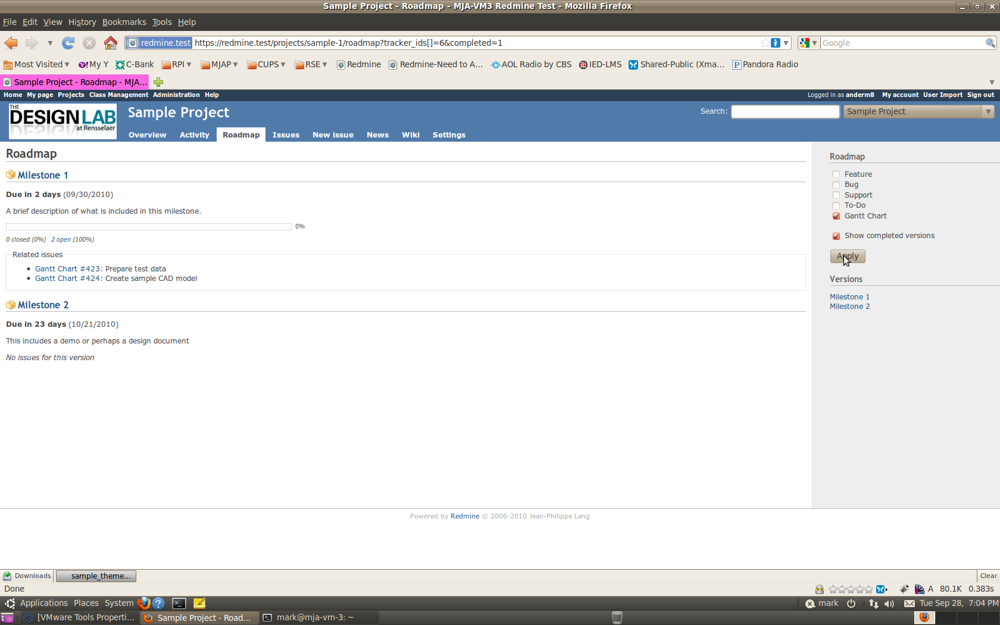 Sample Project - Roadmap - MJA-VM3 Redmine Test - Mozilla Firefox
File Edit View History Bookmarks Tools Help
redmine.test https://redmine.test/projects/sample-1/roadmap?tracker_ids[]=6&completed=1 Google
Most Visited My Y C-Bank RPI MJAP CUPS RSE Redmine Redmine-Need to A... AOL Radio by CBS IED-LMS Shared-Public (Xma... Pandora Radio
Sample Project - Roadmap - MJA...
Home My page Projects Class Management Administration Help Logged in as anderm8 My account User Import Sign out
THE
DESIGN LAB
at Rensselaer
Sample Project
Search: Sample Project
Overview Activity Roadmap Issues New issue News Wiki Settings
Roadmap
Milestone 1
Due in 2 days (09/30/2010)
A brief description of what is included in this milestone.
0%
0 closed (0%) 2 open (100%)
Related issues
Gantt Chart #423: Prepare test data
Gantt Chart #424: Create sample CAD model
Milestone 2
Due in 23 days (10/21/2010)
This includes a demo or perhaps a design document
No issues for this version
Roadmap
Feature
Bug
Support
To-Do
Gantt Chart
Show completed versions
Apply
Versions
Milestone 1
Milestone 2
Powered by Redmine © 2006-2010 Jean-Philippe Lang
Downloads sample_theme... Clear
Done A 80.1K 0.383s
Applications Places System mark Tue Sep 28, 7:04 PM
[VMware Tools Properti... Sample Project - Road... mark@mja-vm-3: ~